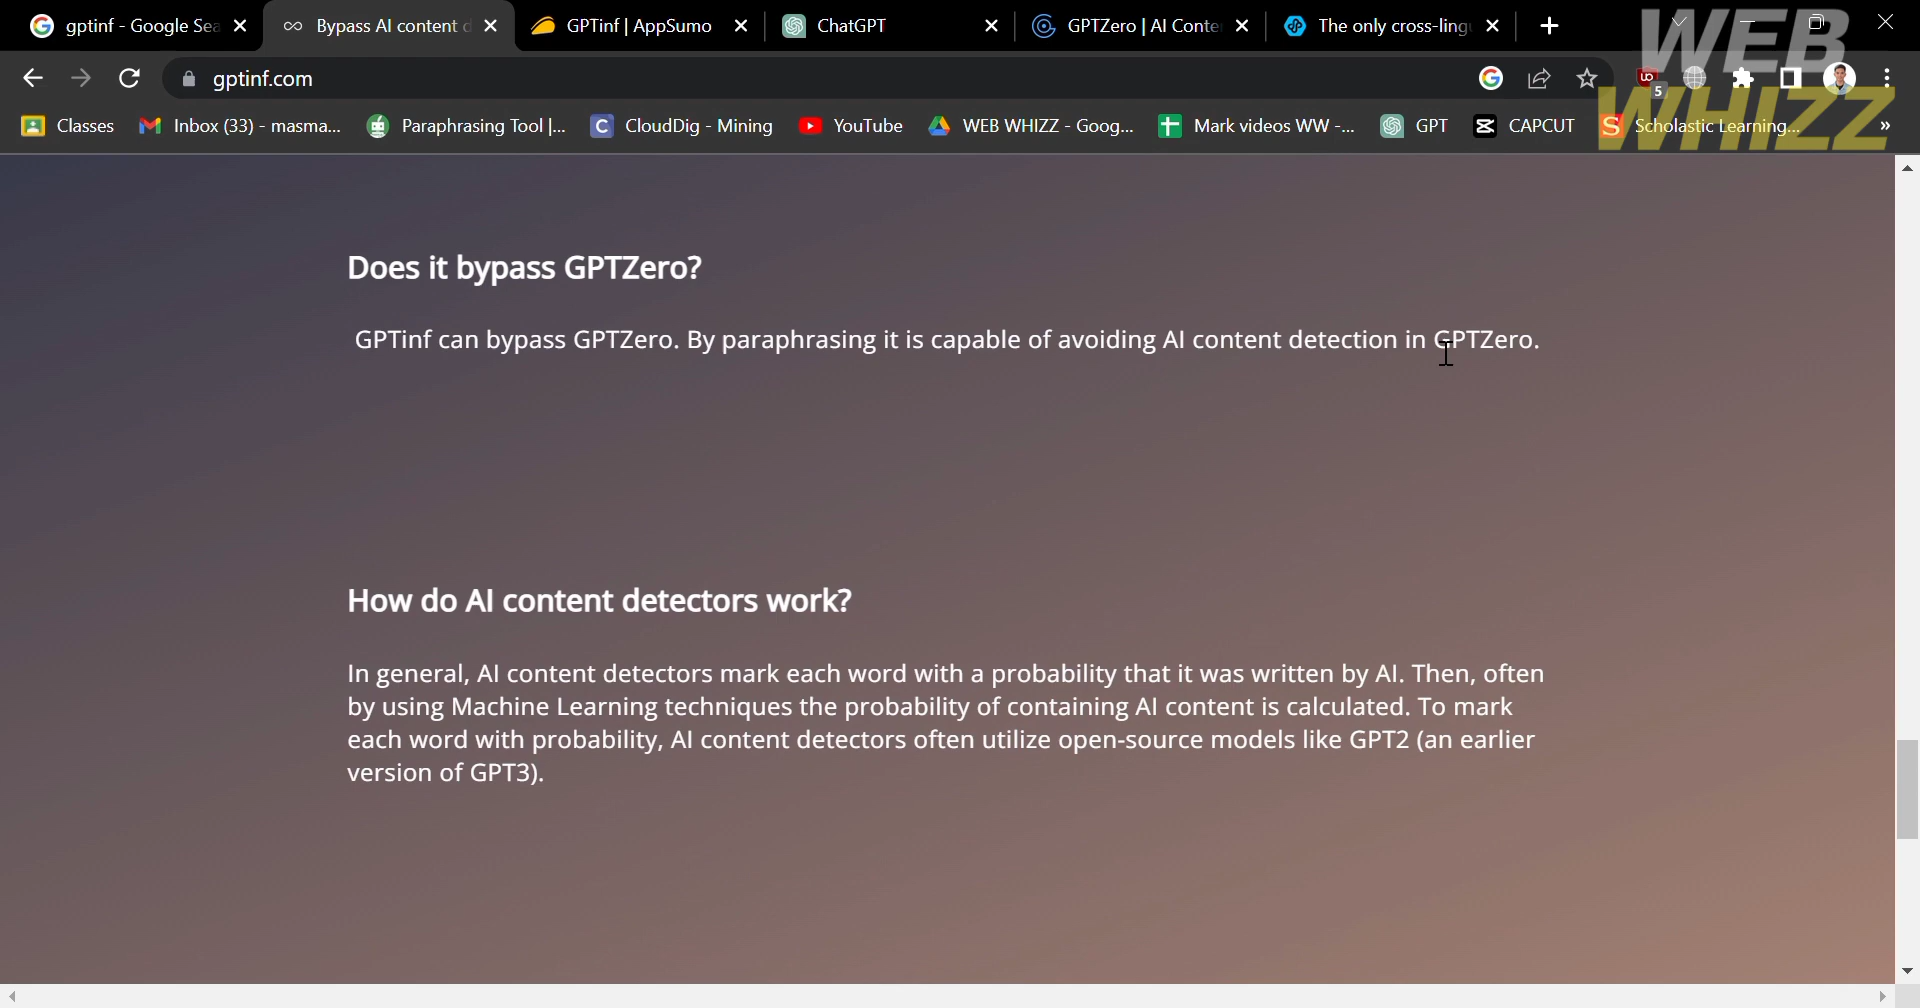 gptinf - Google Sea
Bypass AI content d
GPTinf | AppSumo
ChatGPT
GPTZero | AI Conte
The only cross-ling
WEB
WHIZZ
gptinf.com
5
Classes
Inbox (33) - masma...
Paraphrasing Tool |...
CloudDig - Mining
YouTube
WEB WHIZZ - Goog...
Mark videos WW -...
GPT
CAPCUT
Scholastic Learning...
Does it bypass GPTZero?
GPTinf can bypass GPTZero. By paraphrasing it is capable of avoiding AI content detection in GPTZero.
How do AI content detectors work?
In general, AI content detectors mark each word with a probability that it was written by AI. Then, often
by using Machine Learning techniques the probability of containing AI content is calculated. To mark
each word with probability, AI content detectors often utilize open-source models like GPT2 (an earlier
version of GPT3).